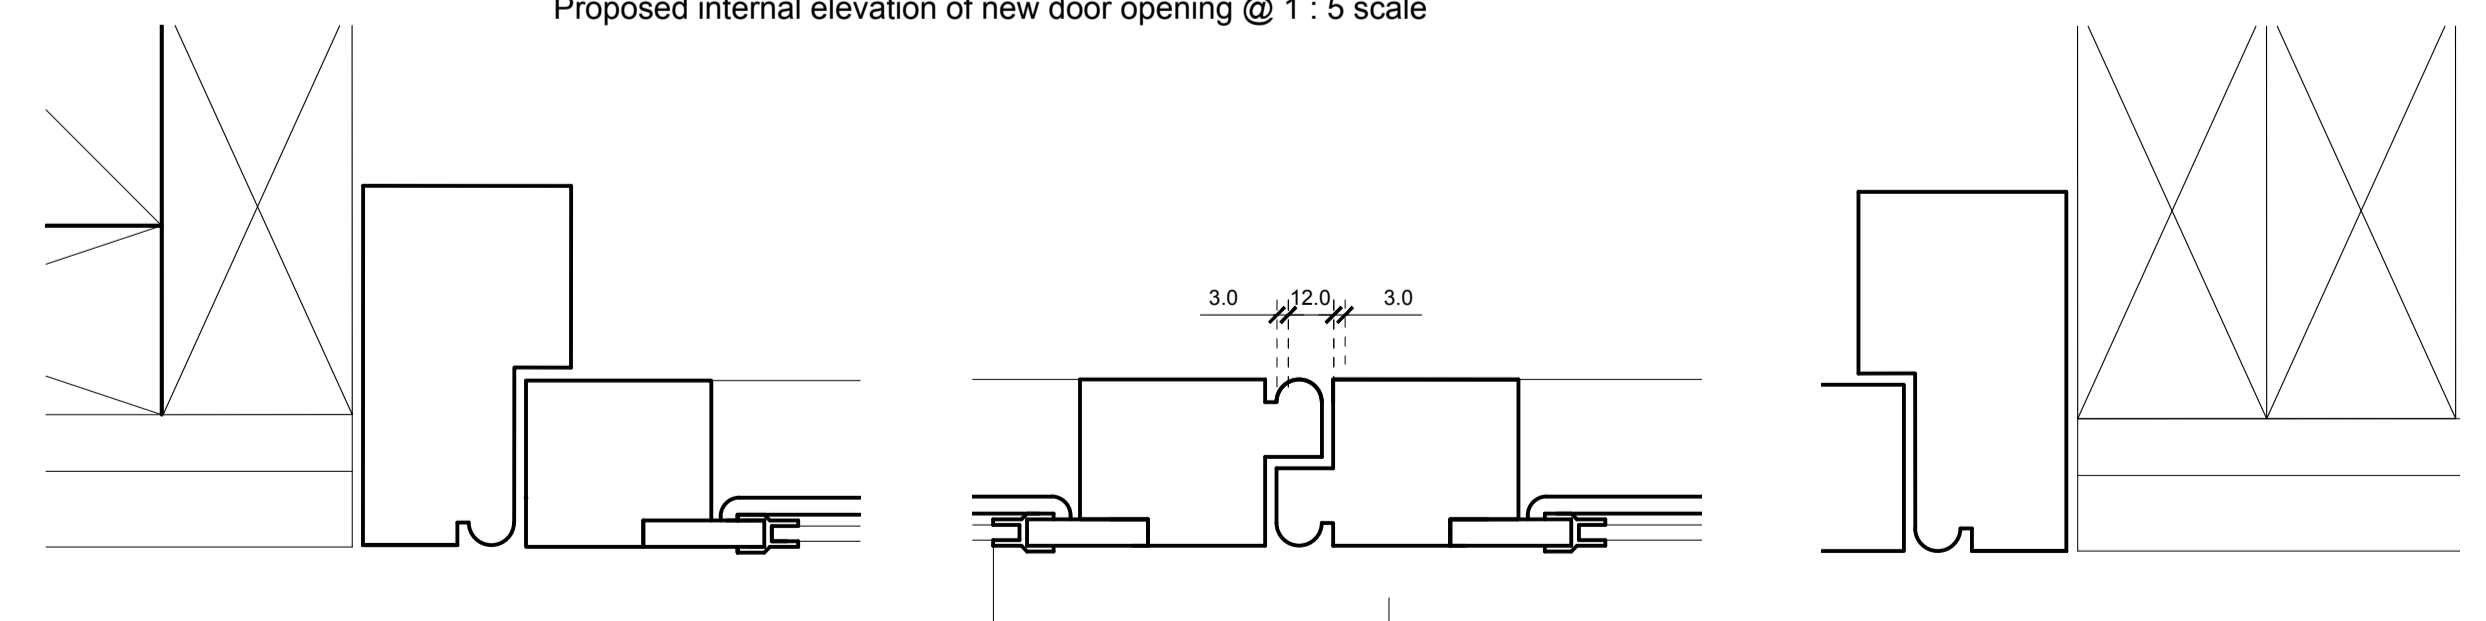 Proposed internal elevation of new door opening @ 1 : 5 scale
3.0 12.0 3.0